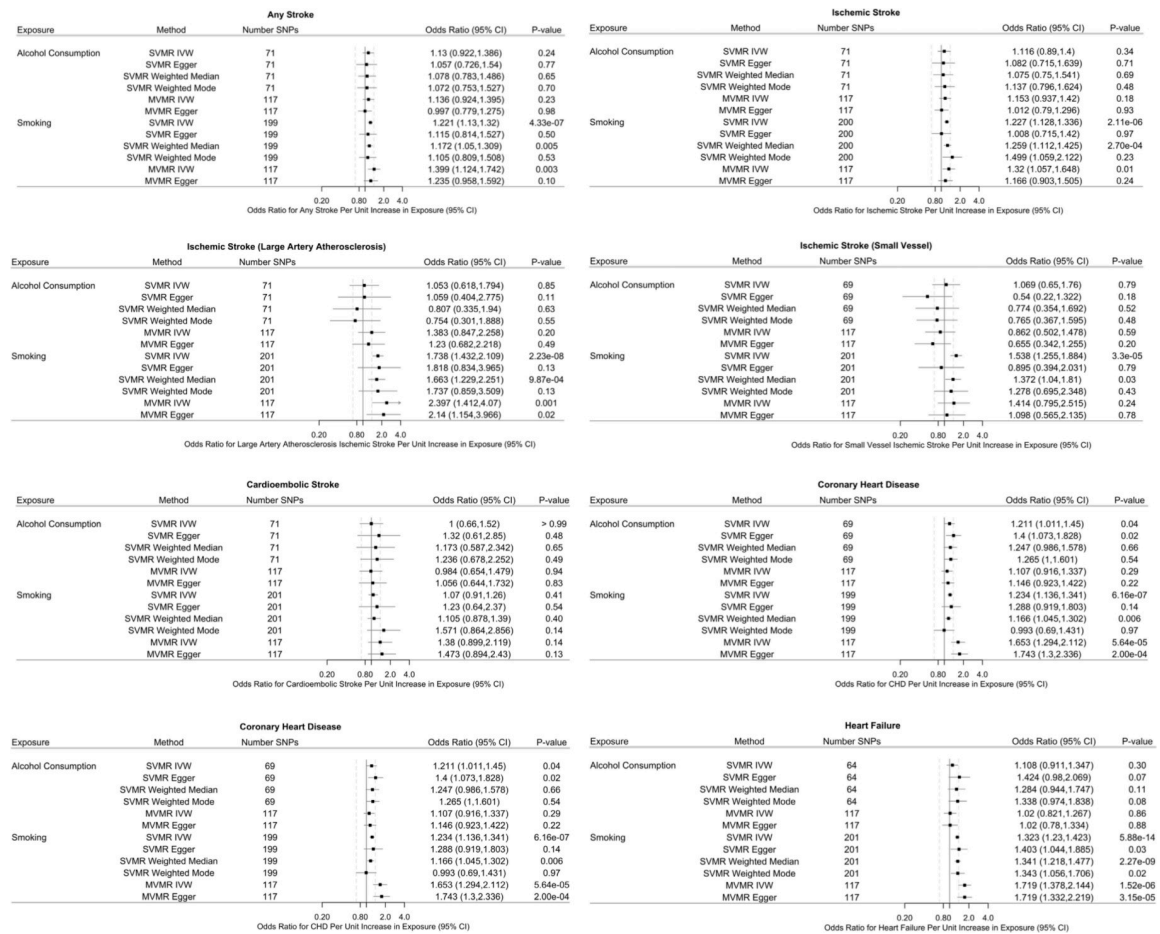 Any Stroke
Exposure Method Number SNPs Odds Ratio (95% CI) P-value
Alcohol Consumption SVMR IVW 71 1.13 (0.922,1.386) 0.24
SVMR Egger 71 1.057 (0.726,1.54) 0.77
SVMR Weighted Median 71 1.078 (0.783,1.486) 0.65
SVMR Weighted Mode 71 1.072 (0.753,1.527) 0.70
MVMR IVW 117 1.136 (0.924,1.395) 0.23
MVMR Egger 117 0.997 (0.779,1.275) 0.98
Smoking SVMR IVW 199 1.221 (1.13,1.32) 4.33e-07
SVMR Egger 199 1.115 (0.814,1.527) 0.50
SVMR Weighted Median 199 1.172 (1.05,1.309) 0.005
SVMR Weighted Mode 199 1.105 (0.809,1.508) 0.53
MVMR IVW 117 1.399 (1.124,1.742) 0.003
MVMR Egger 117 1.235 (0.958,1.592) 0.10
0.20 0.80 2.0 4.0
Odds Ratio for Any Stroke Per Unit Increase in Exposure (95% CI)
Ischemic Stroke
Exposure Method Number SNPs Odds Ratio (95% CI) P-value
Alcohol Consumption SVMR IVW 71 1.116 (0.89,1.4) 0.34
SVMR Egger 71 1.082 (0.715,1.639) 0.71
SVMR Weighted Median 71 1.075 (0.75,1.541) 0.69
SVMR Weighted Mode 71 1.137 (0.796,1.624) 0.48
MVMR IVW 117 1.153 (0.937,1.42) 0.18
MVMR Egger 117 1.012 (0.79,1.296) 0.93
Smoking SVMR IVW 200 1.227 (1.128,1.336) 2.11e-06
SVMR Egger 200 1.008 (0.715,1.42) 0.97
SVMR Weighted Median 200 1.259 (1.112,1.425) 2.70e-04
SVMR Weighted Mode 200 1.499 (1.059,2.122) 0.23
MVMR IVW 117 1.32 (1.057,1.648) 0.01
MVMR Egger 117 1.166 (0.903,1.505) 0.24
0.20 0.80 2.0 4.0
Odds Ratio for Ischemic Stroke Per Unit Increase in Exposure (95% CI)
Ischemic Stroke (Large Artery Atherosclerosis)
Exposure Method Number SNPs Odds Ratio (95% CI) P-value
Alcohol Consumption SVMR IVW 71 1.053 (0.618,1.794) 0.85
SVMR Egger 71 1.059 (0.404,2.775) 0.11
SVMR Weighted Median 71 0.807 (0.335,1.94) 0.63
SVMR Weighted Mode 71 0.754 (0.301,1.888) 0.55
MVMR IVW 117 1.383 (0.847,2.258) 0.20
MVMR Egger 117 1.23 (0.682,2.218) 0.49
Smoking SVMR IVW 201 1.738 (1.432,2.109) 2.23e-08
SVMR Egger 201 1.818 (0.834,3.965) 0.13
SVMR Weighted Median 201 1.663 (1.229,2.251) 9.87e-04
SVMR Weighted Mode 201 1.737 (0.859,3.509) 0.13
MVMR IVW 117 2.397 (1.412,4.07) 0.001
MVMR Egger 117 2.14 (1.154,3.966) 0.02
0.20 0.80 2.0 4.0
Odds Ratio for Large Artery Atherosclerosis Ischemic Stroke Per Unit Increase in Exposure (95% CI)
Ischemic Stroke (Small Vessel)
Exposure Method Number SNPs Odds Ratio (95% CI) P-value
Alcohol Consumption SVMR IVW 69 1.069 (0.65,1.76) 0.79
SVMR Egger 69 0.54 (0.22,1.322) 0.18
SVMR Weighted Median 69 0.774 (0.354,1.692) 0.52
SVMR Weighted Mode 69 0.765 (0.367,1.595) 0.48
MVMR IVW 117 0.862 (0.502,1.478) 0.59
MVMR Egger 117 0.655 (0.342,1.255) 0.20
Smoking SVMR IVW 201 1.538 (1.255,1.884) 3.3e-05
SVMR Egger 201 0.895 (0.394,2.031) 0.79
SVMR Weighted Median 201 1.372 (1.04,1.81) 0.03
SVMR Weighted Mode 201 1.278 (0.695,2.348) 0.43
MVMR IVW 117 1.414 (0.795,2.515) 0.24
MVMR Egger 117 1.098 (0.565,2.135) 0.78
0.20 0.80 2.0 4.0
Odds Ratio for Small Vessel Ischemic Stroke Per Unit Increase in Exposure (95% CI)
Cardioembolic Stroke
Exposure Method Number SNPs Odds Ratio (95% CI) P-value
Alcohol Consumption SVMR IVW 71 1 (0.66,1.52) > 0.99
SVMR Egger 71 1.32 (0.61,2.85) 0.48
SVMR Weighted Median 71 1.173 (0.587,2.342) 0.65
SVMR Weighted Mode 71 1.236 (0.678,2.252) 0.49
MVMR IVW 117 0.984 (0.654,1.479) 0.94
MVMR Egger 117 1.056 (0.644,1.732) 0.83
Smoking SVMR IVW 201 1.07 (0.91,1.26) 0.41
SVMR Egger 201 1.23 (0.64,2.37) 0.54
SVMR Weighted Median 201 1.105 (0.878,1.39) 0.40
SVMR Weighted Mode 201 1.571 (0.864,2.856) 0.14
MVMR IVW 117 1.38 (0.899,2.119) 0.14
MVMR Egger 117 1.473 (0.894,2.43) 0.13
0.20 0.80 2.0 4.0
Odds Ratio for Cardioembolic Stroke Per Unit Increase in Exposure (95% CI)
Coronary Heart Disease
Exposure Method Number SNPs Odds Ratio (95% CI) P-value
Alcohol Consumption SVMR IVW 69 1.211 (1.011,1.45) 0.04
SVMR Egger 69 1.4 (1.073,1.828) 0.02
SVMR Weighted Median 69 1.247 (0.986,1.578) 0.66
SVMR Weighted Mode 69 1.265 (1,1.601) 0.54
MVMR IVW 117 1.107 (0.916,1.337) 0.29
MVMR Egger 117 1.146 (0.923,1.422) 0.22
Smoking SVMR IVW 199 1.234 (1.136,1.341) 6.16e-07
SVMR Egger 199 1.288 (0.919,1.803) 0.14
SVMR Weighted Median 199 1.166 (1.045,1.302) 0.006
SVMR Weighted Mode 199 0.993 (0.69,1.431) 0.97
MVMR IVW 117 1.653 (1.294,2.112) 5.64e-05
MVMR Egger 117 1.743 (1.3,2.336) 2.00e-04
0.20 0.80 2.0 4.0
Odds Ratio for CHD Per Unit Increase in Exposure (95% CI)
Coronary Heart Disease
Exposure Method Number SNPs Odds Ratio (95% CI) P-value
Alcohol Consumption SVMR IVW 69 1.211 (1.011,1.45) 0.04
SVMR Egger 69 1.4 (1.073,1.828) 0.02
SVMR Weighted Median 69 1.247 (0.986,1.578) 0.66
SVMR Weighted Mode 69 1.265 (1,1.601) 0.54
MVMR IVW 117 1.107 (0.916,1.337) 0.29
MVMR Egger 117 1.146 (0.923,1.422) 0.22
Smoking SVMR IVW 199 1.234 (1.136,1.341) 6.16e-07
SVMR Egger 199 1.288 (0.919,1.803) 0.14
SVMR Weighted Median 199 1.166 (1.045,1.302) 0.006
SVMR Weighted Mode 199 0.993 (0.69,1.431) 0.97
MVMR IVW 117 1.653 (1.294,2.112) 5.64e-05
MVMR Egger 117 1.743 (1.3,2.336) 2.00e-04
0.20 0.80 2.0 4.0
Odds Ratio for CHD Per Unit Increase in Exposure (95% CI)
Heart Failure
Exposure Method Number SNPs Odds Ratio (95% CI) P-value
Alcohol Consumption SVMR IVW 64 1.108 (0.911,1.347) 0.30
SVMR Egger 64 1.424 (0.98,2.069) 0.07
SVMR Weighted Median 64 1.284 (0.944,1.747) 0.11
SVMR Weighted Mode 64 1.338 (0.974,1.838) 0.08
MVMR IVW 117 1.02 (0.821,1.267) 0.86
MVMR Egger 117 1.02 (0.78,1.334) 0.88
Smoking SVMR IVW 201 1.323 (1.23,1.423) 5.88e-14
SVMR Egger 201 1.403 (1.044,1.885) 0.03
SVMR Weighted Median 201 1.341 (1.218,1.477) 2.27e-09
SVMR Weighted Mode 201 1.343 (1.056,1.706) 0.02
MVMR IVW 117 1.719 (1.378,2.144) 1.52e-06
MVMR Egger 117 1.719 (1.332,2.219) 3.15e-05
0.20 0.80 2.0 4.0
Odds Ratio for Heart Failure Per Unit Increase in Exposure (95% CI)